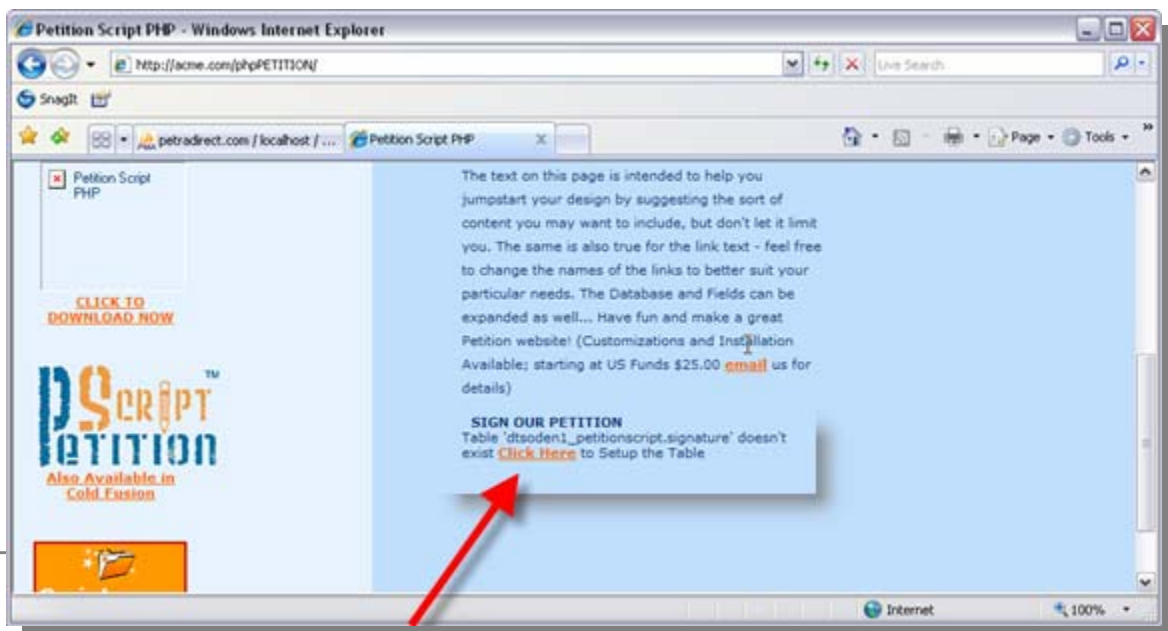 Petition Script PHP - Windows Internet Explorer
http://acme.com/phpPETITION/
Live Search
SnagIt
petradirect.com / localhost / ...
Petition Script PHP
Page
Tools
Petition Script
PHP
CLICK TO
DOWNLOAD NOW
PScript
Petition
TM
Also Available in
Cold Fusion
The text on this page is intended to help you
jumpstart your design by suggesting the sort of
content you may want to include, but don't let it limit
you. The same is also true for the link text - feel free
to change the names of the links to better suit your
particular needs. The Database and Fields can be
expanded as well... Have fun and make a great
Petition website! (Customizations and Installation
Available; starting at US Funds $25.00 email us for
details)
SIGN OUR PETITION
Table 'dtsoden1_petitionscript.signature' doesn't
exist Click Here to Setup the Table
Internet
100%